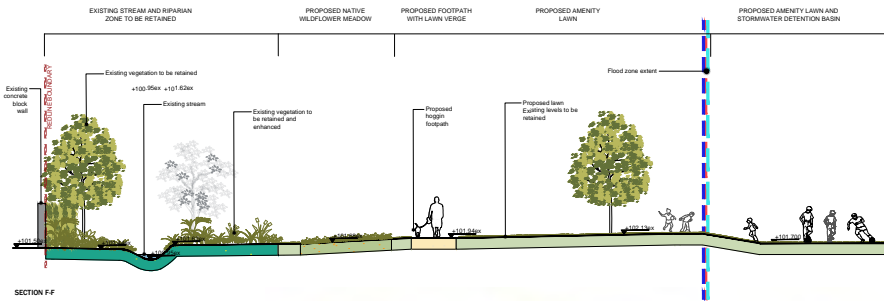 EXISTING STREAM AND RIPARIAN
ZONE TO BE RETAINED
PROPOSED NATIVE
WILDFLOWER MEADOW
PROPOSED FOOTPATH
WITH LAWN VERGE
PROPOSED AMENITY
LAWN
PROPOSED AMENITY LAWN AND
STORMWATER DETENTION BASIN
Existing
concrete
block
wall
REDLINE BOUNDARY
Existing vegetation to be retained
+100.95ex +101.62ex
Existing stream
Existing vegetation to
be retained and
enhanced
Proposed
hoggin
footpath
Proposed lawn
Existing levels to be
retained
Flood zone extent
+101.94ex
+102.13ex
+101.700
SECTION F-F